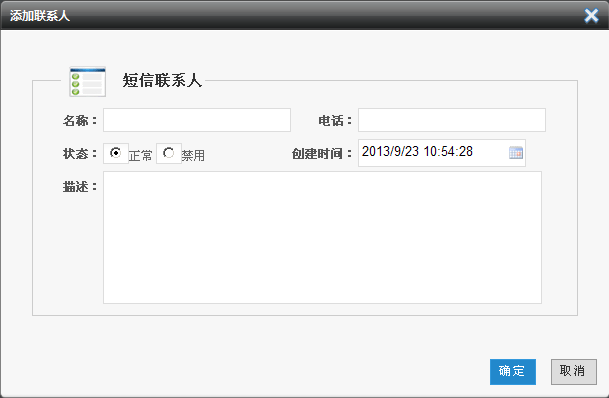 添加联系人
短信联系人
名称： 电话：
状态： 正常 禁用 创建时间： 2013/9/23 10:54:28
描述：
确定 取消